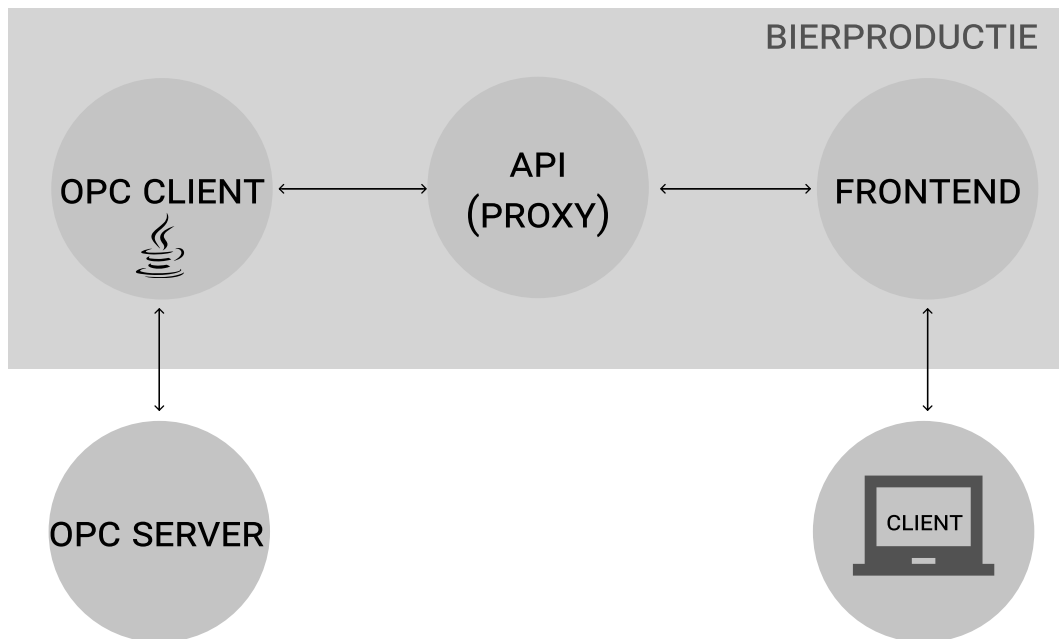 BIERPRODUCTIE
OPC CLIENT
API
(PROXY)
FRONTEND
OPC SERVER
CLIENT